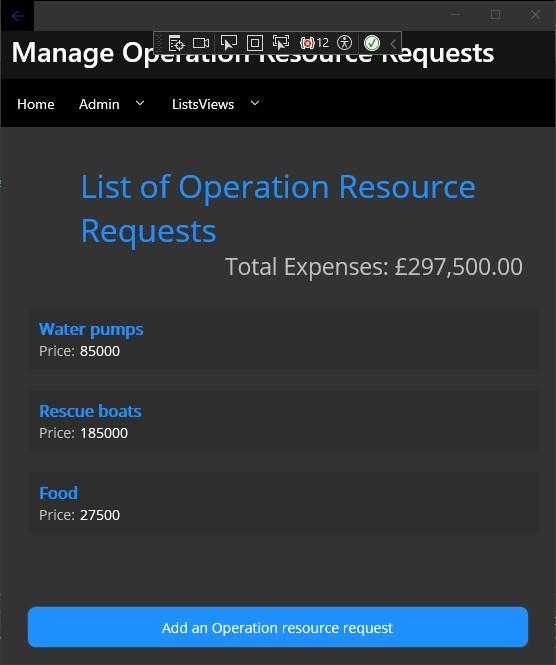 12
Manage Operation Resource Requests
Home Admin ListsViews
List of Operation Resource
Requests
Total Expenses: £297,500.00
Water pumps
Price: 85000
Rescue boats
Price: 185000
Food
Price: 27500
Add an Operation resource request